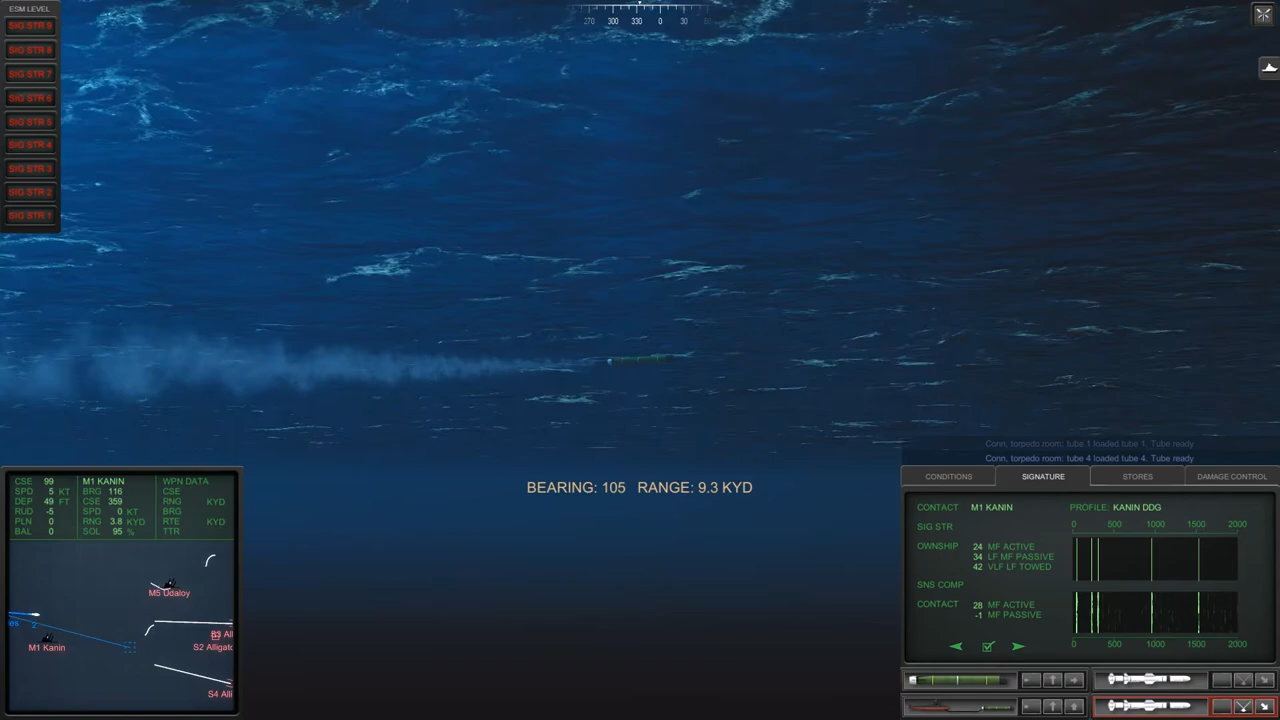 ESM LEVEL
SIG STR 9
SIG STR 8
SIG STR 7
SIG STR 6
SIG STR 5
SIG STR 4
SIG STR 3
SIG STR 2
SIG STR 1
270 300 330 0 30
BEARING: 105 RANGE: 9.3 KYD
Conn, torpedo room: tube 1 loaded tube 1. Tube ready
Conn, torpedo room: tube 4 loaded tube 4. Tube ready
CSE 99
SPD 5 KT
DEP 49 FT
RUD -5
PLN 0
BAL 0
M1 KANIN
BRG 116
CSE 359
SPD 0 KT
RNG 3.8 KYD
SOL 95 %
WPN DATA
CSE
RNG KYD
BRG
RTE KYD
TTR
M5 Udaloy
es 2
M1 Kanin
S2 Alligato
S4 Alli
CONDITIONS SIGNATURE STORES DAMAGE CONTROL
CONTACT M1 KANIN PROFILE: KANIN DDG
SIG STR
0 500 1000 1500 2000
OWNSHIP 24 MF ACTIVE
34 LF MF PASSIVE
42 VLF LF TOWED
SNS COMP
CONTACT 28 MF ACTIVE
-1 MF PASSIVE
0 500 1000 1500 2000